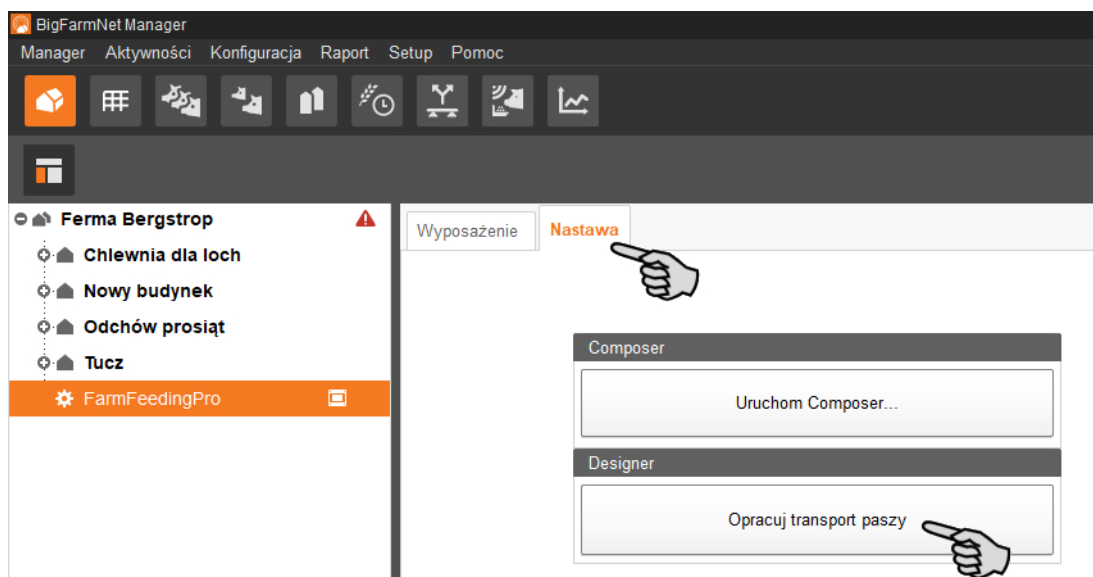 BigFarmNet Manager
Manager Aktywności Konfiguracja Raport Setup Pomoc
Ferma Bergstrop
Chlewnia dla loch
Nowy budynek
Odchów prosiąt
Tucz
FarmFeedingPro
Wyposażenie Nastawa
Composer
Uruchom Composer...
Designer
Opracuj transport paszy